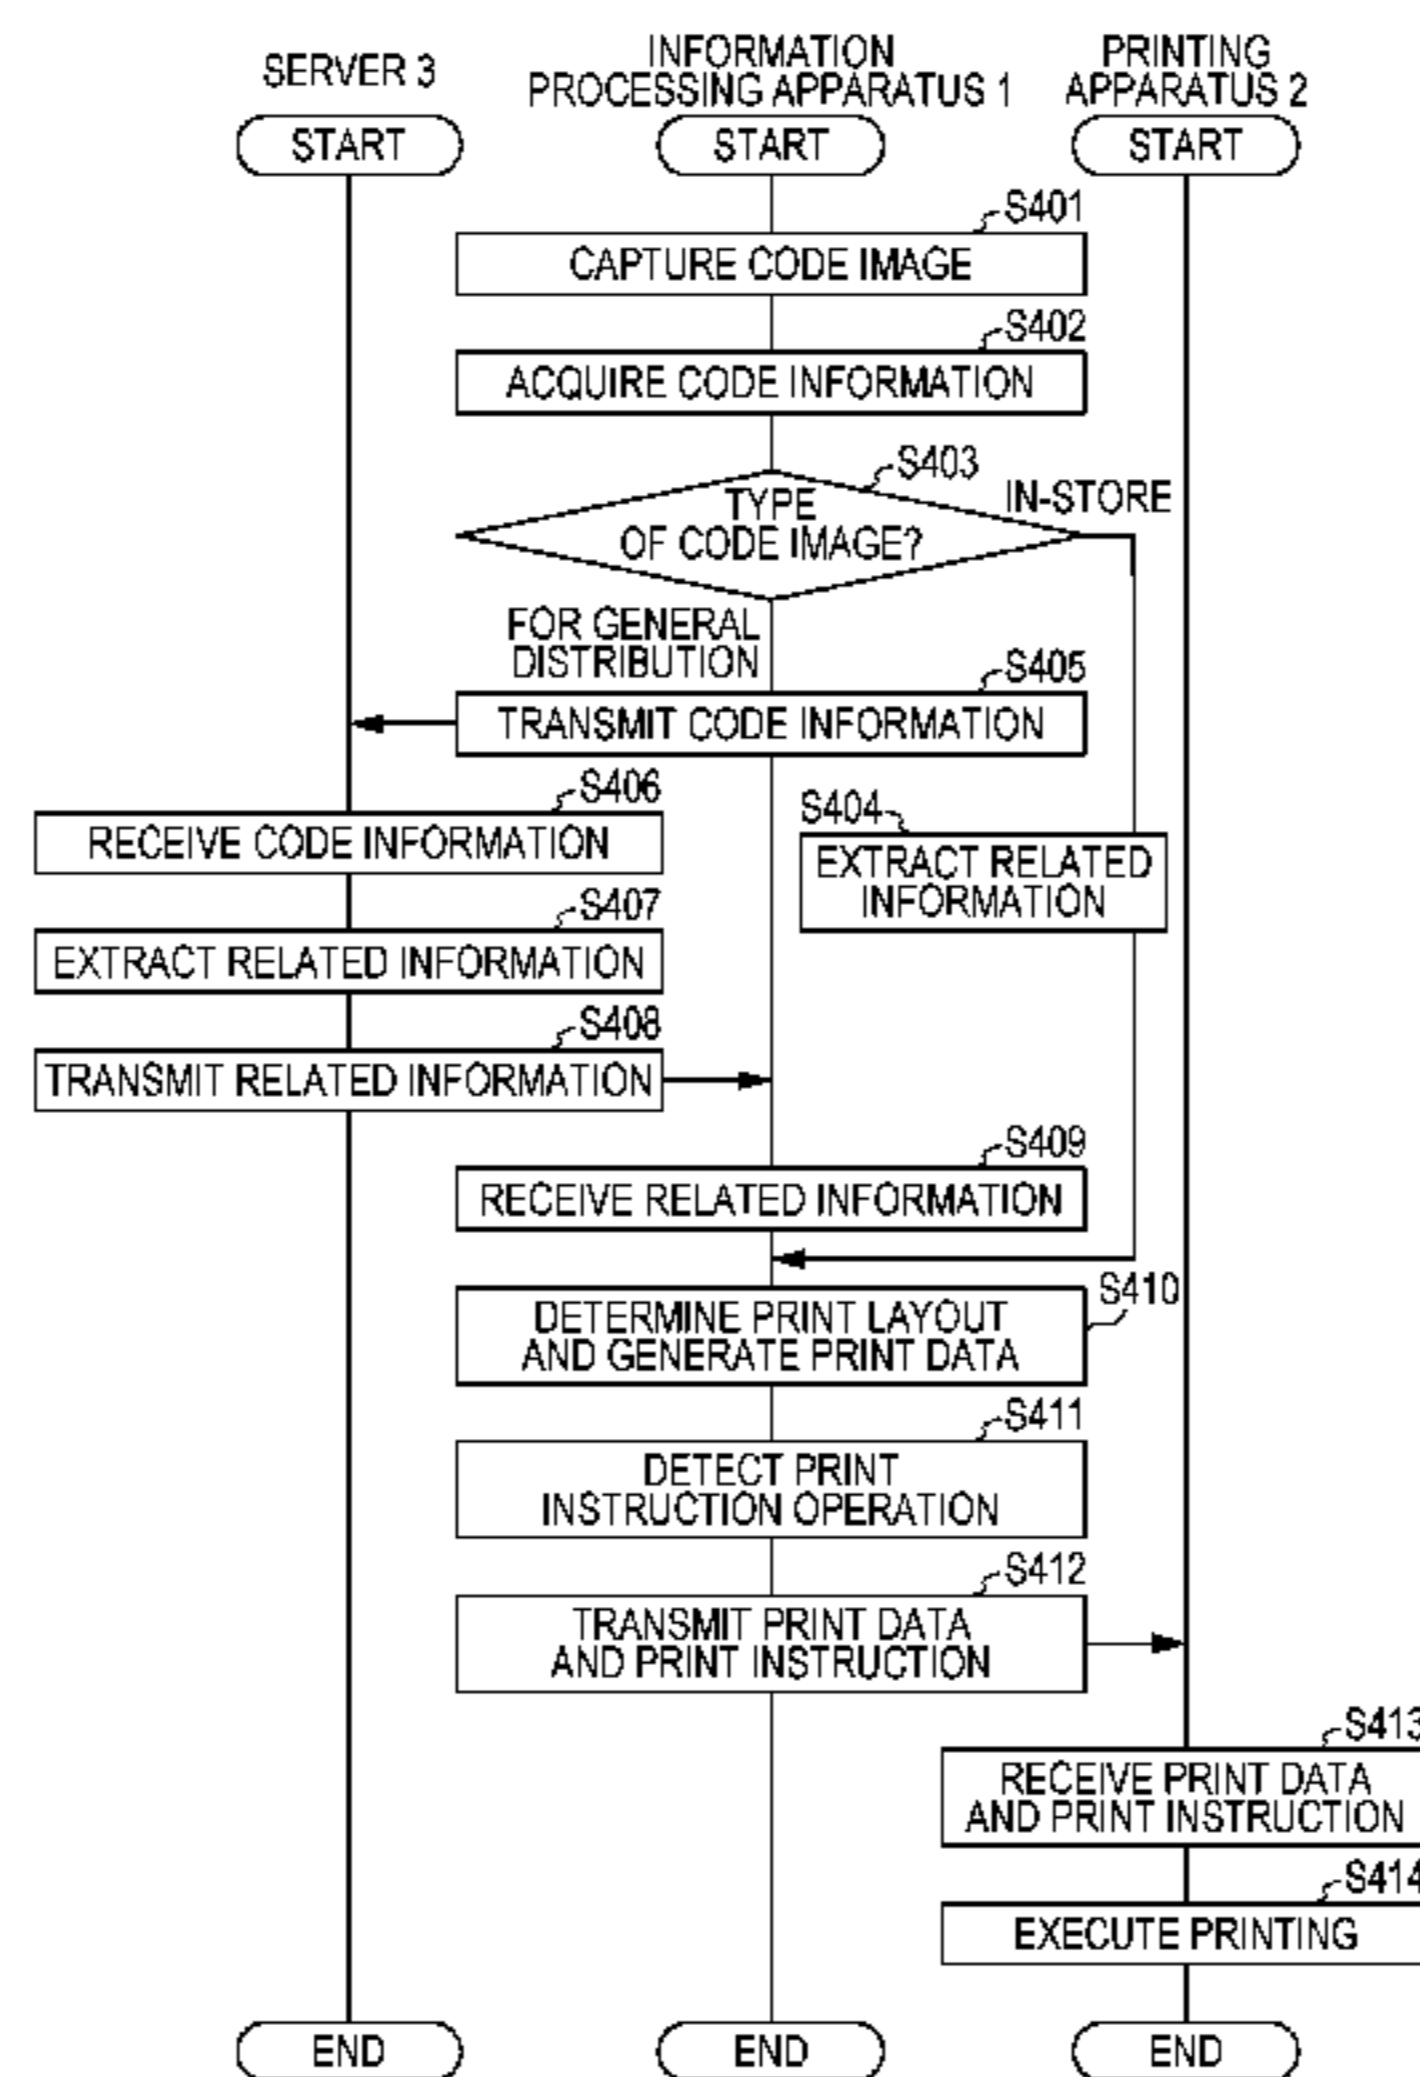 SERVER 3
INFORMATION
PROCESSING APPARATUS 1
PRINTING
APPARATUS 2
START
START
START
S401
CAPTURE CODE IMAGE
S402
ACQUIRE CODE INFORMATION
S403
TYPE
OF CODE IMAGE?
IN-STORE
FOR GENERAL
DISTRIBUTION
S405
TRANSMIT CODE INFORMATION
S406
RECEIVE CODE INFORMATION
S404
EXTRACT RELATED
INFORMATION
S407
EXTRACT RELATED INFORMATION
S408
TRANSMIT RELATED INFORMATION
S409
RECEIVE RELATED INFORMATION
S410
DETERMINE PRINT LAYOUT
AND GENERATE PRINT DATA
S411
DETECT PRINT
INSTRUCTION OPERATION
S412
TRANSMIT PRINT DATA
AND PRINT INSTRUCTION
S413
RECEIVE PRINT DATA
AND PRINT INSTRUCTION
S414
EXECUTE PRINTING
END
END
END